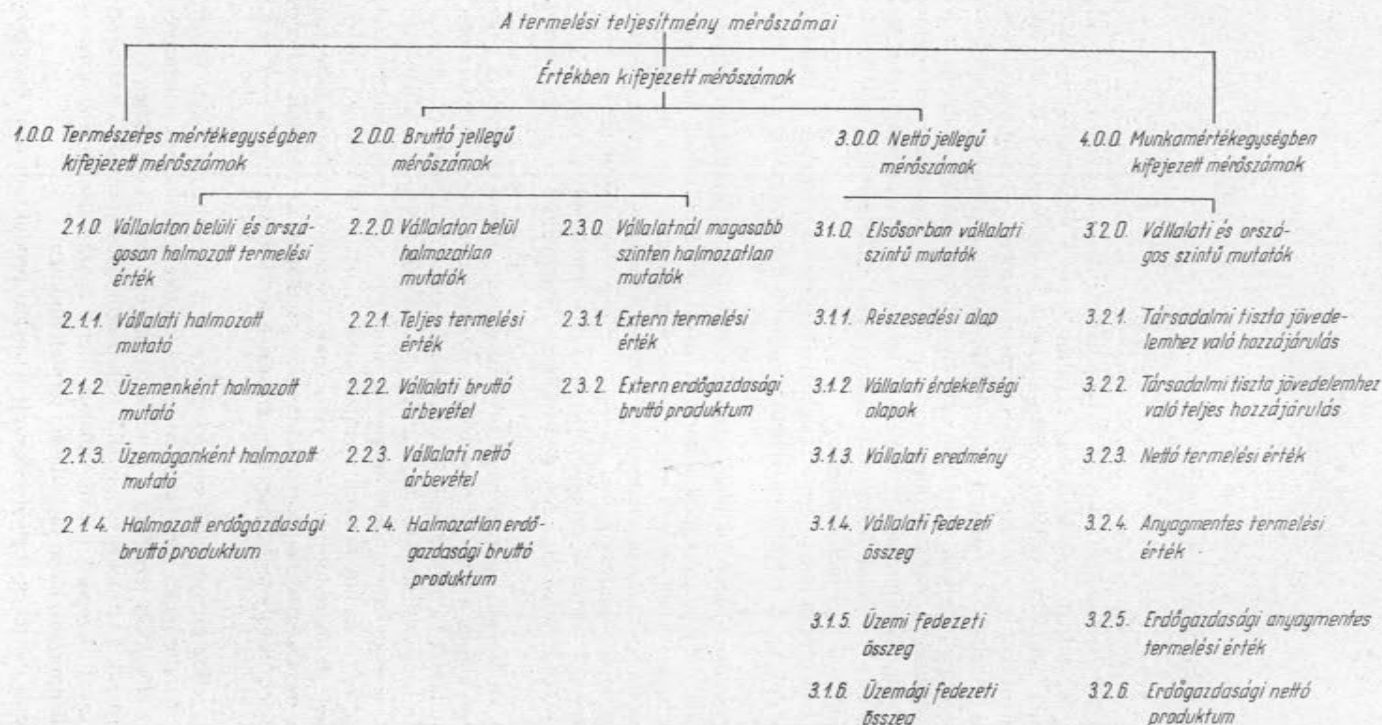 A termelési teljesítmény mérőszámai
Értékben kifejezett mérőszámok
1.0.0. Természetes mértékegységben
kifejezett mérőszámok
2.0.0. Bruttó jellegű
mérőszámok
3.0.0. Nettó jellegű
mérőszámok
4.0.0. Munkamértékegységben
kifejezett mérőszámok
2.1.0. Vállalaton belüli és orszá-
gosan halmozott termelési
érték
2.1.1. Vállalati halmozott
mutató
2.1.2. Üzemenként halmozott
mutató
2.1.3. Üzemáganként halmozott
mutató
2.1.4. Halmozott erdőgazdasági
bruttó produktum
2.2.0. Vállalaton belül
halmozatlan
mutatók
2.2.1. Teljes termelési
érték
2.2.2. Vállalati bruttó
árbevétel
2.2.3. Vállalati nettó
árbevétel
2.2.4. Halmozatlan erdő-
gazdasági bruttó
produktum
2.3.0. Vállalatnál magasabb
szinten halmozatlan
mutatók
2.3.1. Extern termelési
érték
2.3.2. Extern erdőgazdasági
bruttó produktum
3.1.0. Elsősorban vállalati
szintű mutatók
3.1.1. Részesedési alap
3.1.2. Vállalati érdekeltségi
alapok
3.1.3. Vállalati eredmény
3.1.4. Vállalati fedezeti
összeg
3.1.5. Üzemi fedezeti
összeg
3.1.6. Üzemági fedezeti
összeg
3.2.0. Vállalati és orszá-
gos szintű mutatók
3.2.1. Társadalmi tiszta jövede-
lemhez való hozzájárulás
3.2.2. Társadalmi tiszta jövedelemhez
való teljes hozzájárulás
3.2.3. Nettó termelési érték
3.2.4. Anyagmentes termelési
érték
3.2.5. Erdőgazdasági anyagmentes
termelési érték
3.2.6. Erdőgazdasági nettó
produktum